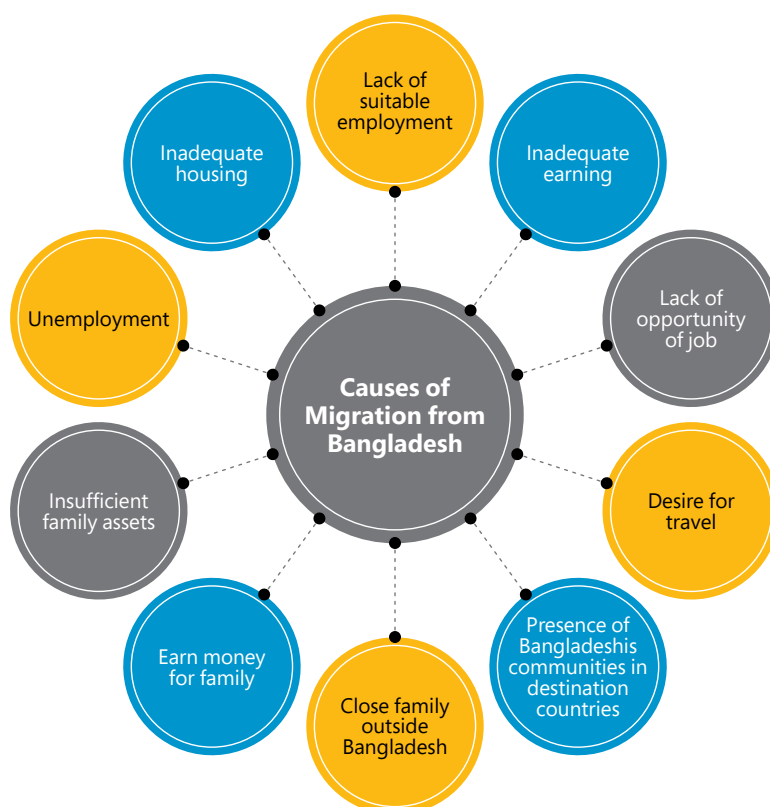 Lack of
suitable
employment
Inadequate
housing
Inadequate
earning
Unemployment
Lack of
opportunity
of job
Causes of
Migration from
Bangladesh
Insufficient
family assets
Desire for
travel
Earn money
for family
Presence of
Bangladeshis
communities in
destination
countries
Close family
outside
Bangladesh